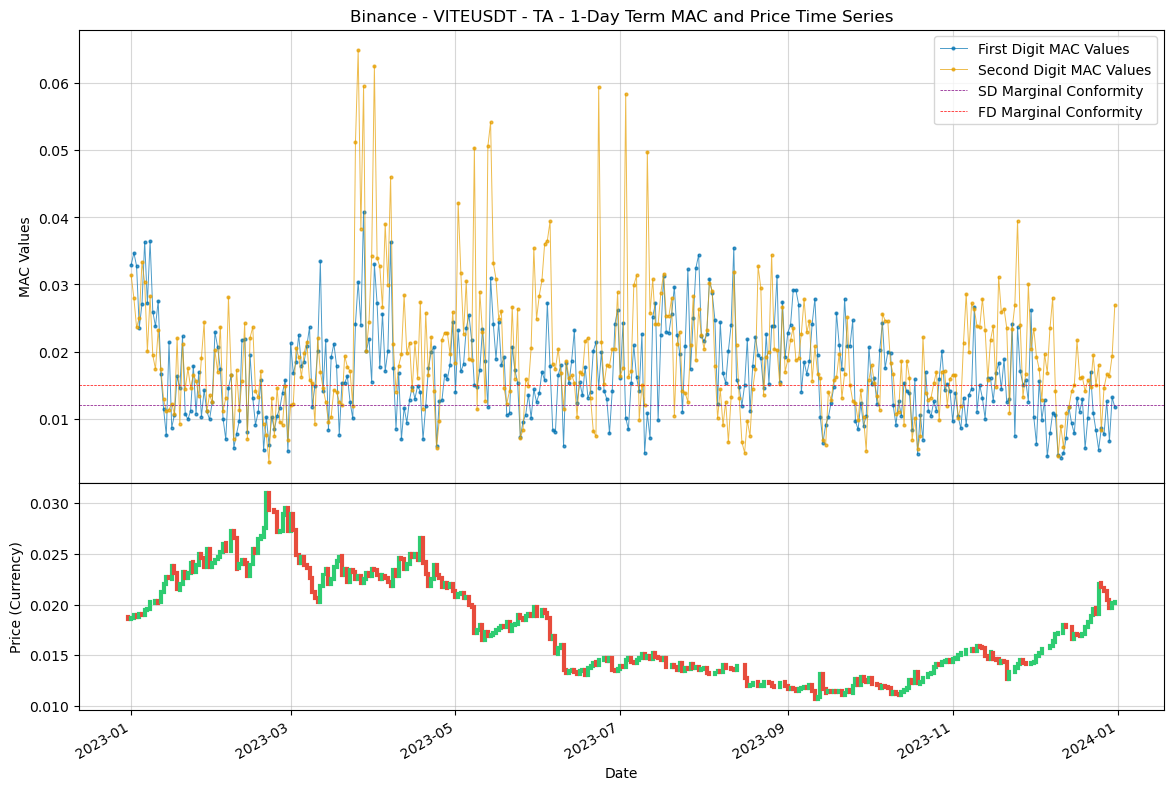 Binance - VITEUSDT - TA - 1-Day Term MAC and Price Time Series
First Digit MAC Values
Second Digit MAC Values
SD Marginal Conformity
FD Marginal Conformity
MAC Values
0.06
0.05
0.04
0.03
0.02
0.01
Price (Currency)
0.030
0.025
0.020
0.015
0.010
2023-01
2023-03
2023-05
2023-07
2023-09
2023-11
2024-01
Date